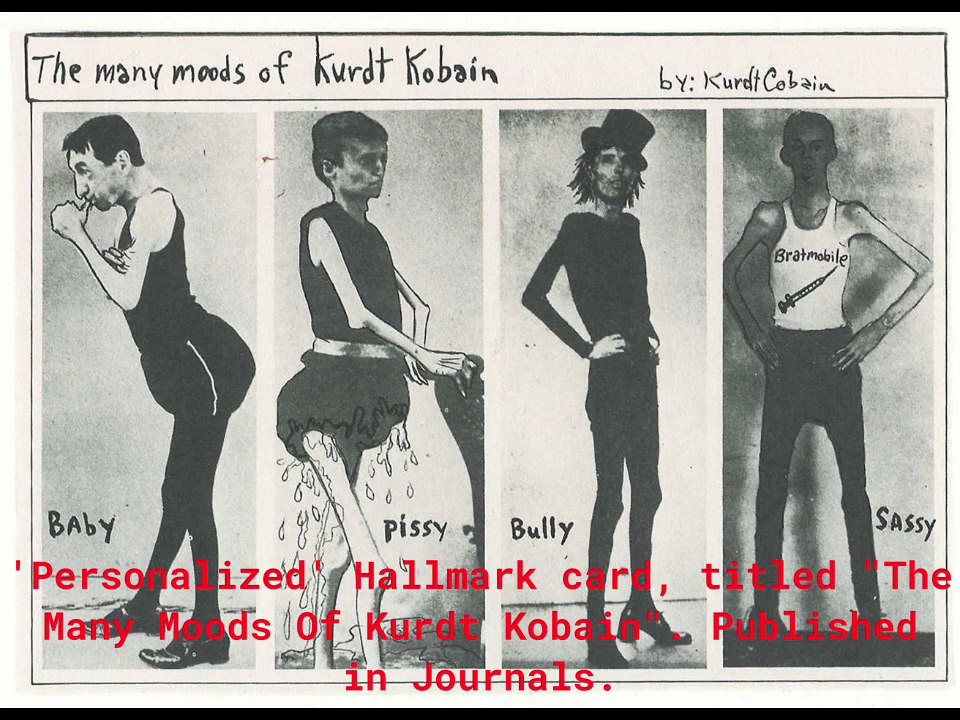 The many moods of Kurdt Kobain
by: Kurdt Cobain
Bratmobile
BAby
pissy
Bully
SAssy
'Personalized' Hallmark card, titled "The
Many Moods Of Kurdt Kobain". Published
in Journals.